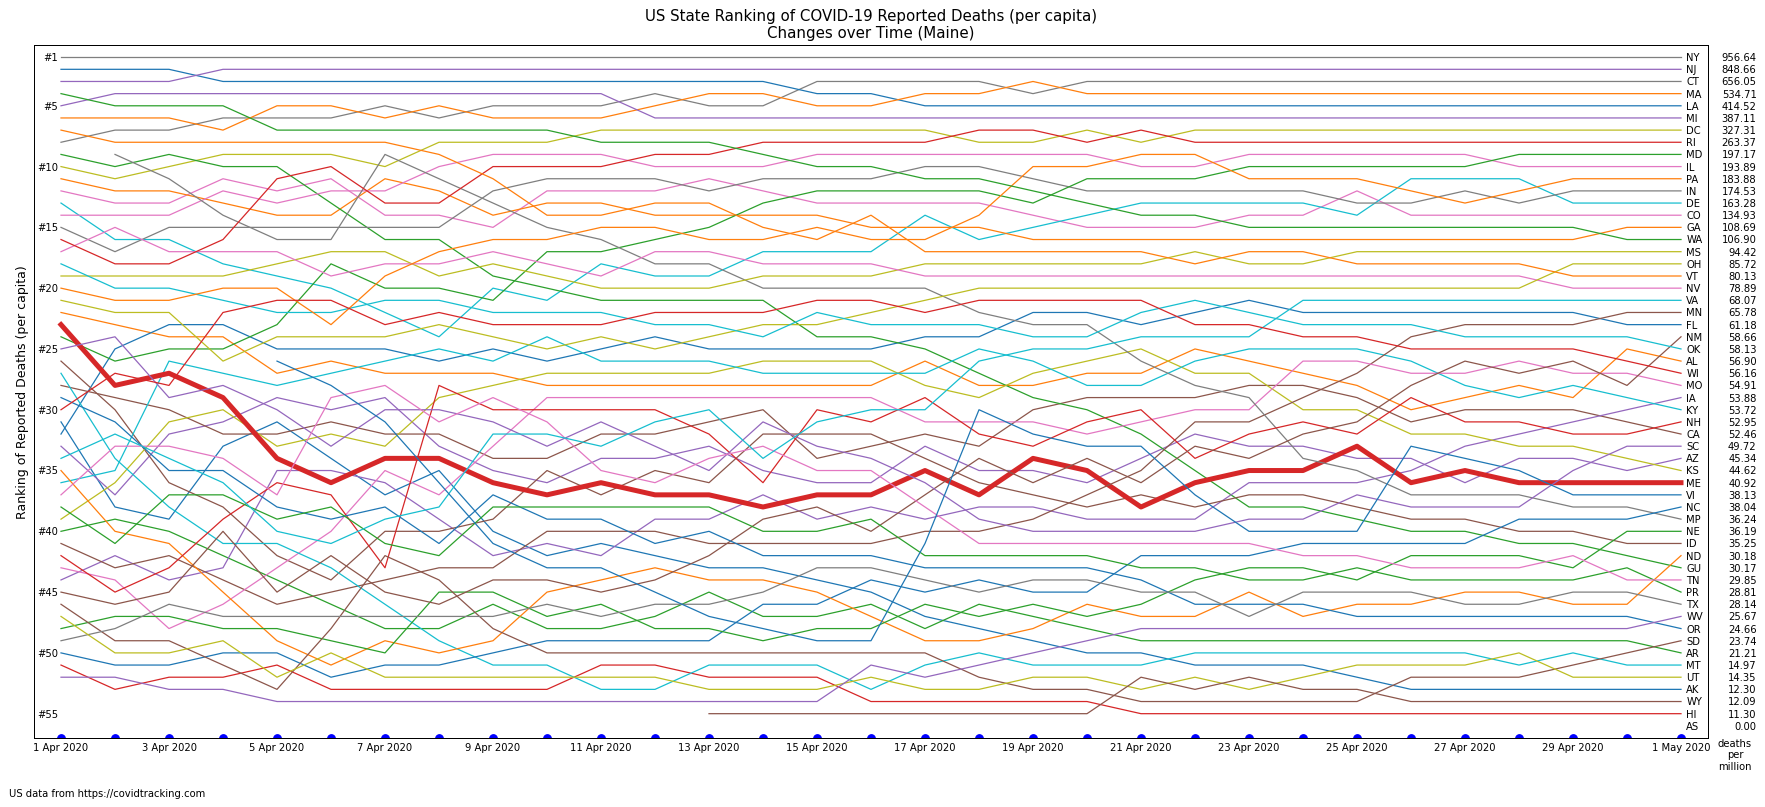 US State Ranking of COVID-19 Reported Deaths (per capita)
Changes over Time (Maine)
Ranking of Reported Deaths (per capita)
#1
#5
#10
#15
#20
#25
#30
#35
#40
#45
#50
#55
NY 956.64
NJ 848.66
CT 656.05
MA 534.71
LA 414.52
MI 387.11
DC 327.31
RI 263.37
MD 197.17
IL 193.89
PA 183.88
IN 174.53
DE 163.28
CO 134.93
GA 108.69
WA 106.90
MS 94.42
OH 85.72
VT 80.13
NV 78.89
VA 68.07
MN 65.78
FL 61.18
NM 58.66
OK 58.13
AL 56.90
WI 56.16
MO 54.91
IA 53.88
KY 53.72
NH 52.95
CA 52.46
SC 49.72
AZ 45.34
KS 44.62
ME 40.92
VI 38.13
NC 38.04
MP 36.24
NE 36.19
ID 35.25
ND 30.18
GU 30.17
TN 29.85
PR 28.81
TX 28.14
WV 25.67
OR 24.66
SD 23.74
AR 21.21
MT 14.97
UT 14.35
AK 12.30
WY 12.09
HI 11.30
AS 0.00
1 Apr 2020 3 Apr 2020 5 Apr 2020 7 Apr 2020 9 Apr 2020 11 Apr 2020 13 Apr 2020 15 Apr 2020 17 Apr 2020 19 Apr 2020 21 Apr 2020 23 Apr 2020 25 Apr 2020 27 Apr 2020 29 Apr 2020 1 May 2020
deaths
per
million
US data from https://covidtracking.com